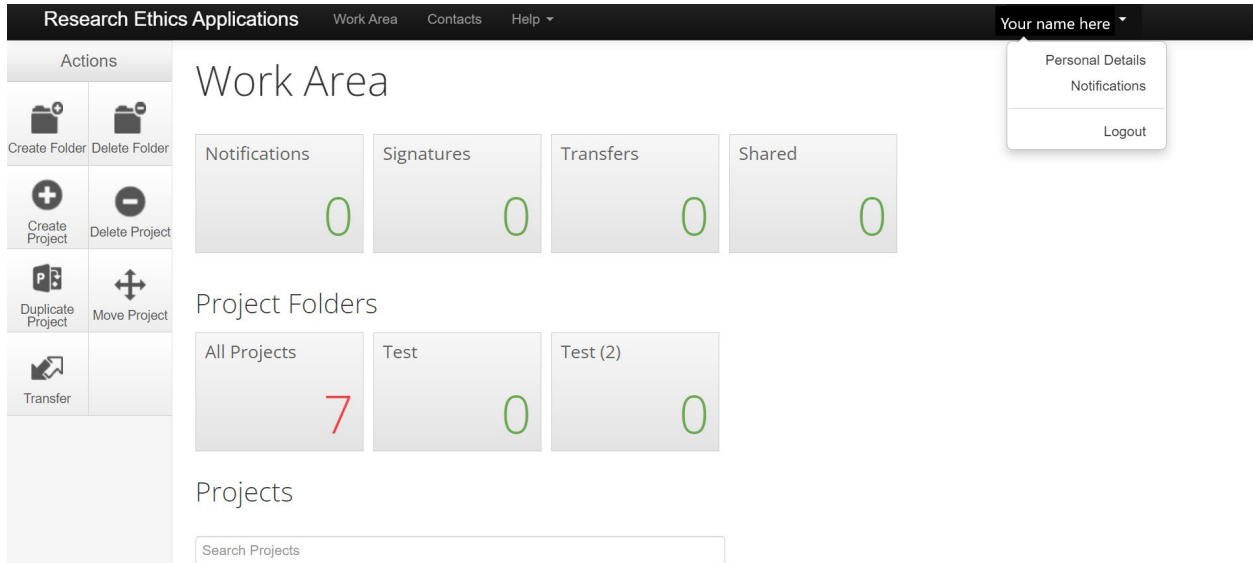 Research Ethics Applications Work Area Contacts Help Your name here
Personal Details
Notifications
Logout
Actions
Create Folder Delete Folder
Create Project Delete Project
Duplicate Project Move Project
Transfer
Work Area
Notifications Signatures Transfers Shared
0 0 0 0
Project Folders
All Projects Test Test (2)
7 0 0
Projects
Search Projects